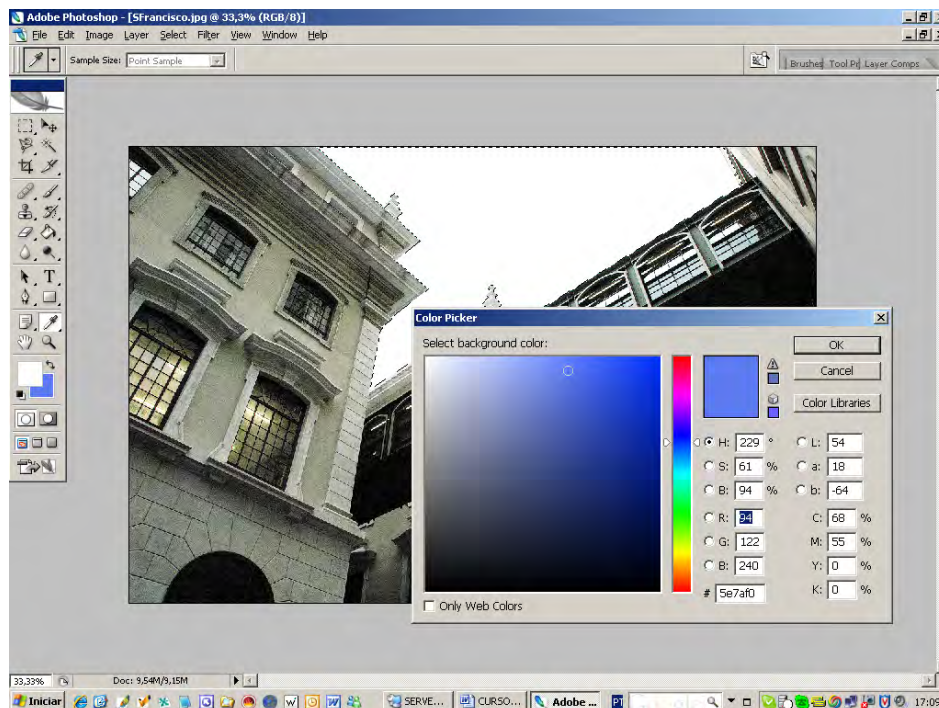 Adobe Photoshop - [SFrancisco.jpg @ 33,3% (RGB/8)]
File Edit Image Layer Select Filter View Window Help
Sample Size: Point Sample
Brushes Tool Pr Layer Comps
Color Picker
Select background color:
OK
Cancel
Color Libraries
H: 229 ° L: 54
S: 61 % a: 18
B: 94 % b: -64
R: 94 C: 68 %
G: 122 M: 55 %
B: 240 Y: 0 %
# 5e7af0 K: 0 %
Only Web Colors
33,33% Doc: 9,54M/9,15M
Iniciar SERVE... CURSO... Adobe ... PT 17:09